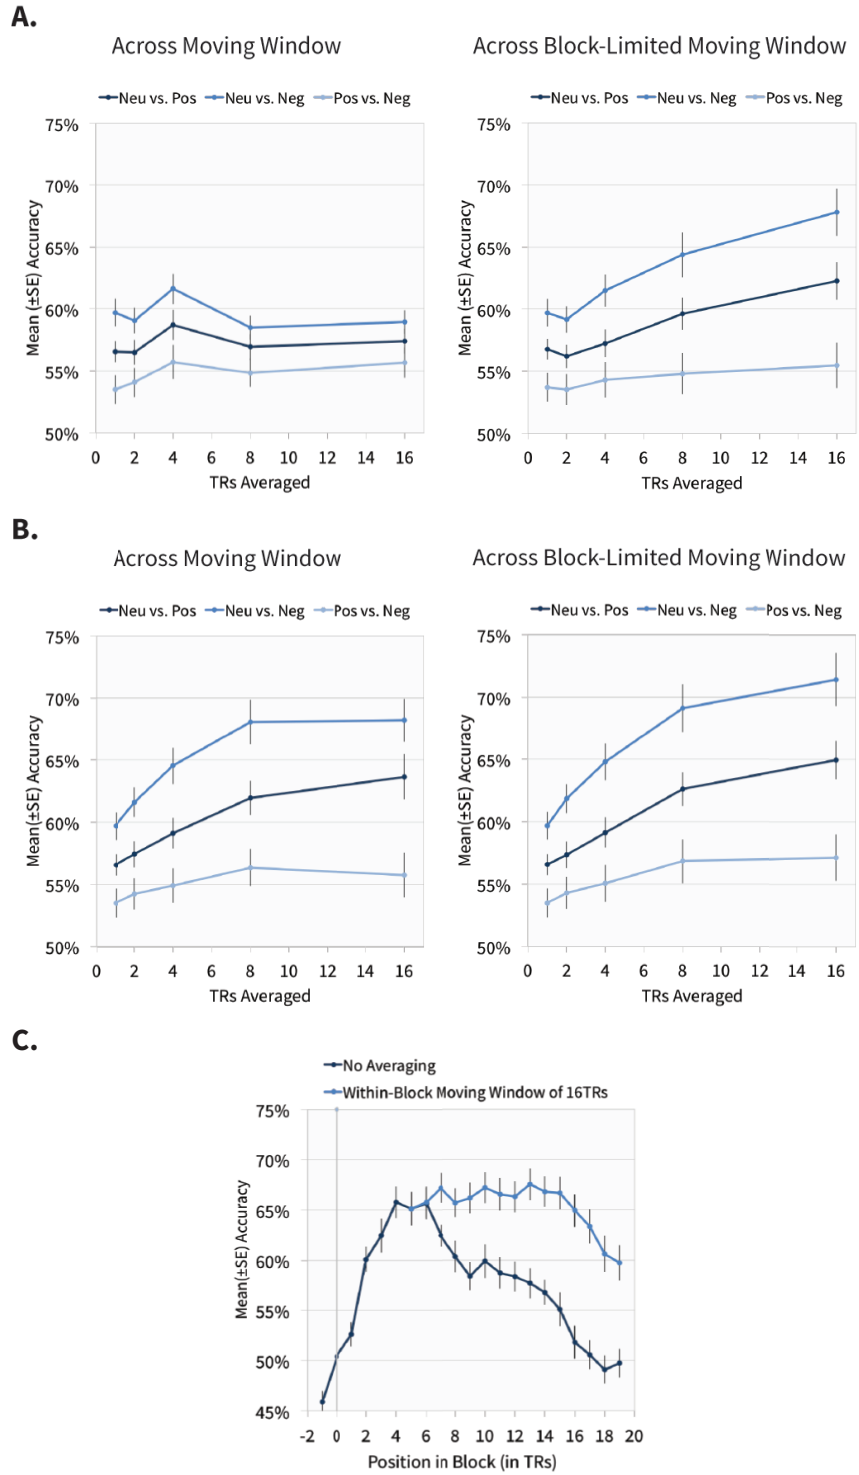 A.
Across Moving Window
Across Block-Limited Moving Window
Neu vs. Pos Neu vs. Neg Pos vs. Neg
Neu vs. Pos Neu vs. Neg Pos vs. Neg
Mean (±SE) Accuracy
75%
70%
65%
60%
55%
50%
0 2 4 6 8 10 12 14 16
TRs Averaged
Mean (±SE) Accuracy
75%
70%
65%
60%
55%
50%
0 2 4 6 8 10 12 14 16
TRs Averaged
B.
Across Moving Window
Across Block-Limited Moving Window
Neu vs. Pos Neu vs. Neg Pos vs. Neg
Neu vs. Pos Neu vs. Neg Pos vs. Neg
Mean(±SE) Accuracy
75%
70%
65%
60%
55%
50%
0 2 4 6 8 10 12 14 16
TRs Averaged
Mean(±SE) Accuracy
75%
70%
65%
60%
55%
50%
0 2 4 6 8 10 12 14 16
TRs Averaged
C.
No Averaging
Within-Block Moving Window of 16TRs
Mean(±SE) Accuracy
75%
70%
65%
60%
55%
50%
45%
-2 0 2 4 6 8 10 12 14 16 18 20
Position in Block (in TRs)